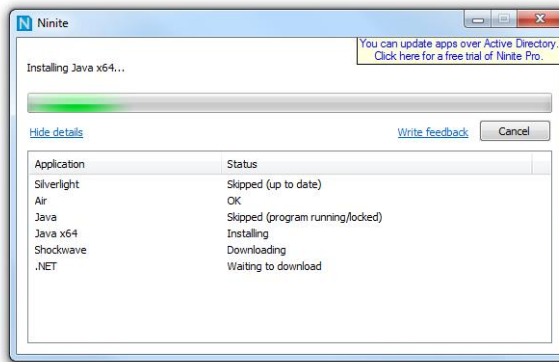 Ninite
You can update apps over Active Directory.
Click here for a free trial of Ninite Pro.
Installing Java x64...
Hide details
Write feedback
Cancel
Application Status
Silverlight Skipped (up to date)
Air OK
Java Skipped (program running/locked)
Java x64 Installing
Shockwave Downloading
.NET Waiting to download